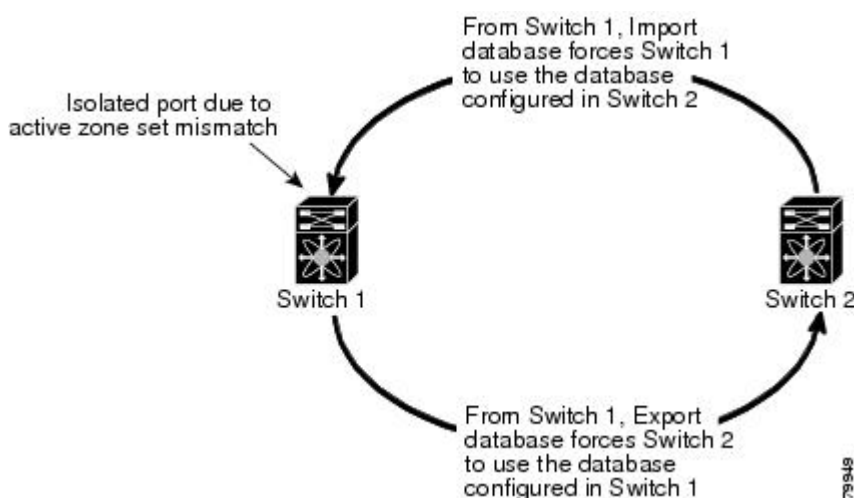 From Switch 1, Import
database forces Switch 1
to use the database
configured in Switch 2
Isolated port due to
active zone set mismatch
Switch 1
Switch 2
From Switch 1, Export
database forces Switch 2
to use the database
configured in Switch 1
79949